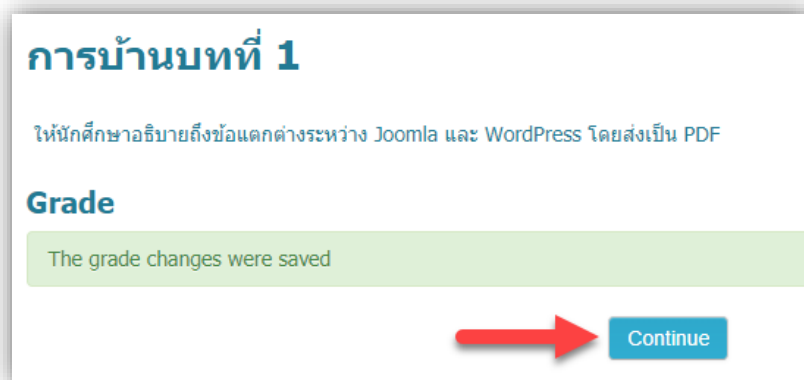 การบ้านบทที่ 1
ให้นักศึกษาอธิบายถึงข้อแตกต่างระหว่าง Joomla และ WordPress โดยส่งเป็น PDF
Grade
The grade changes were saved
Continue